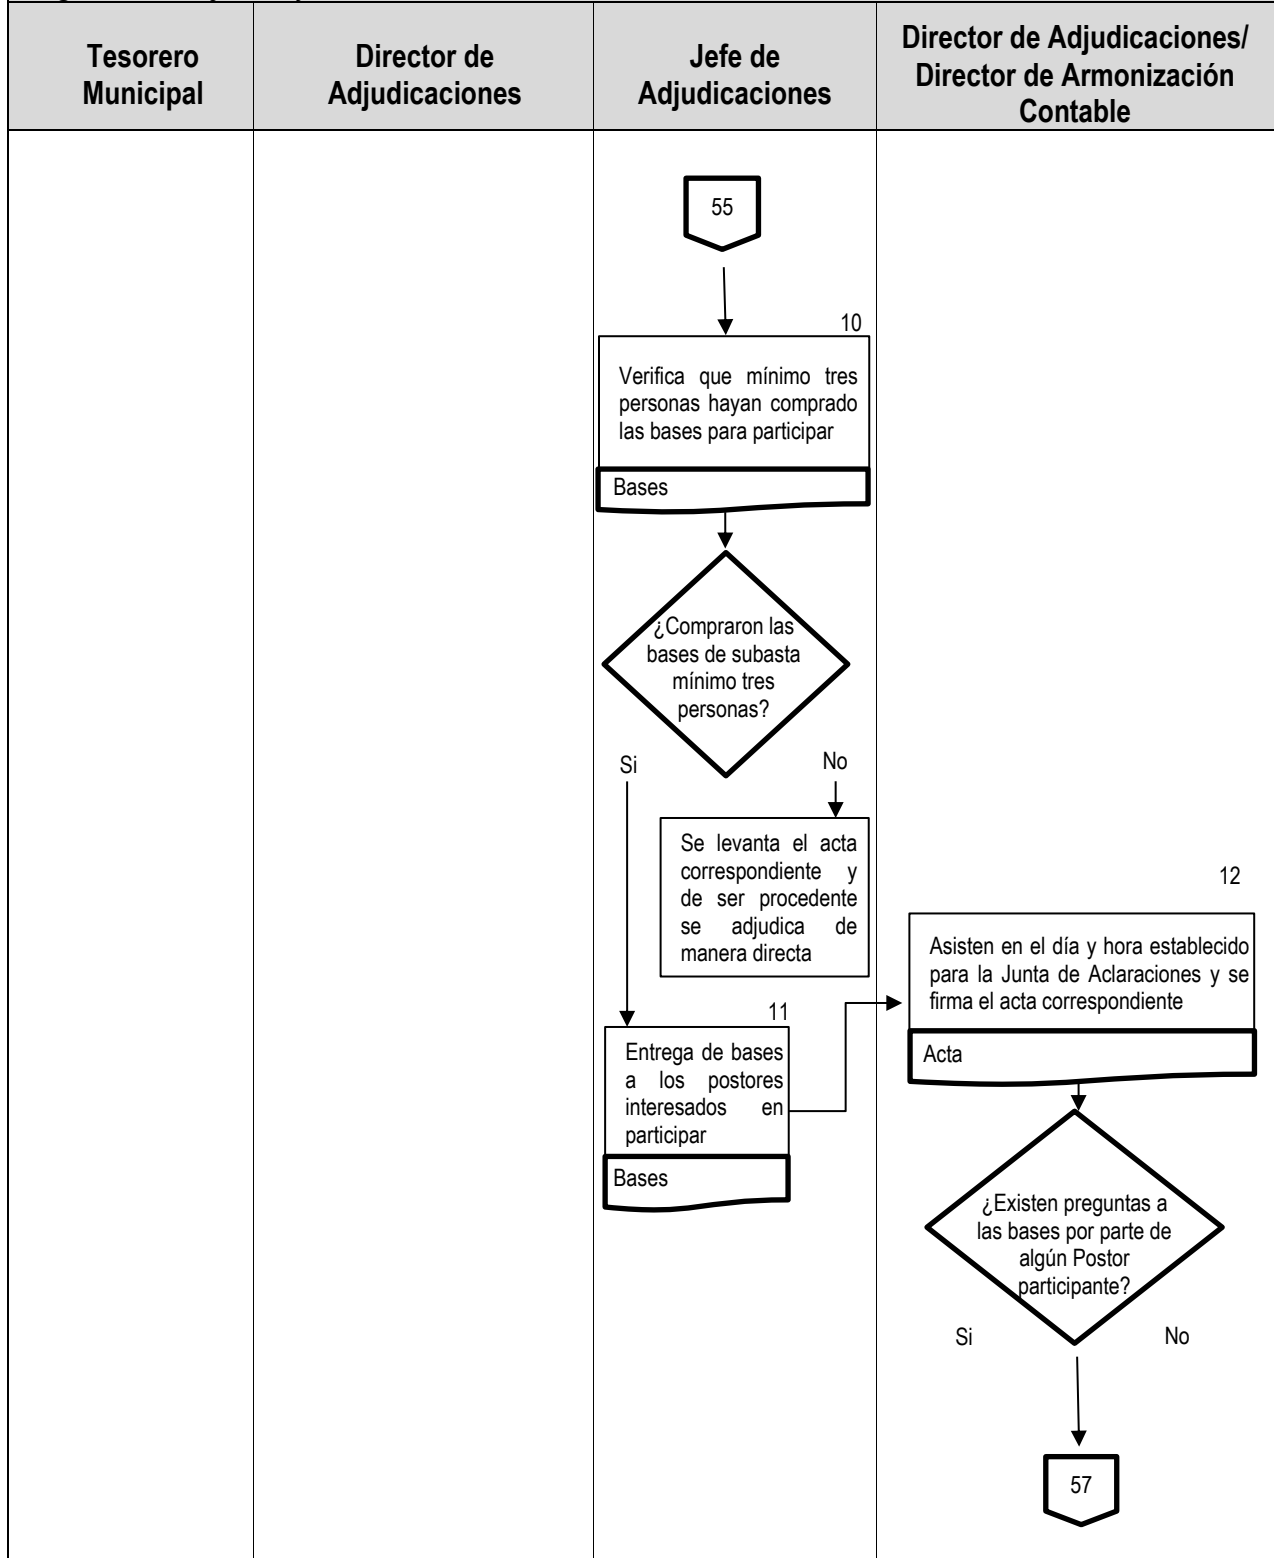 Tesorero
Municipal
Director de
Adjudicaciones
Jefe de
Adjudicaciones
Director de Adjudicaciones/
Director de Armonización
Contable
55
10
Verifica que mínimo tres
personas hayan comprado
las bases para participar
Bases
¿Compraron las
bases de subasta
mínimo tres
personas?
Si
No
Se levanta el acta
correspondiente y
de ser procedente
se adjudica de
manera directa
11
Entrega de bases
a los postores
interesados en
participar
Bases
12
Asisten en el día y hora establecido
para la Junta de Aclaraciones y se
firma el acta correspondiente
Acta
¿Existen preguntas a
las bases por parte de
algún Postor
participante?
Si
No
57